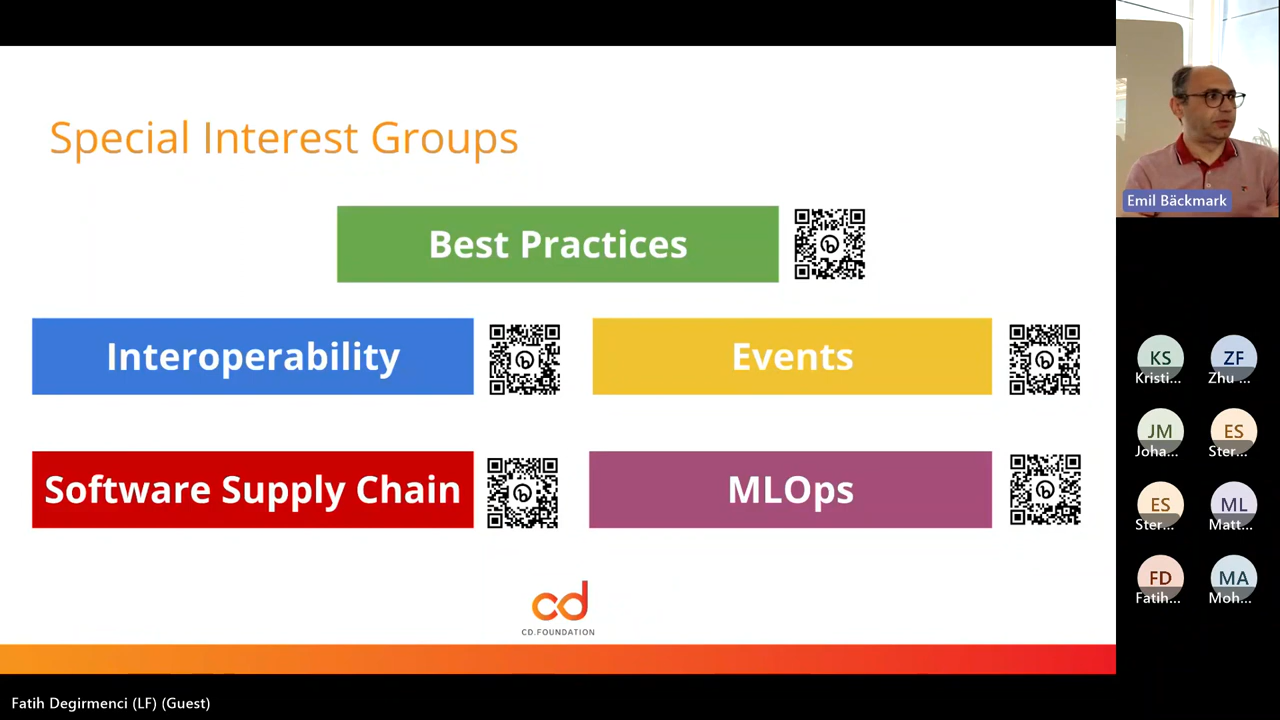 Special Interest Groups
Best Practices
Interoperability
Events
Software Supply Chain
MLOps
cd
CD.FOUNDATION
Fatih Degirmenci (LF) (Guest)
Emil Bäckmark
KS
Kristi...
ZF
Zhu ...
JM
Joha...
ES
Ster...
ES
Ster...
ML
Matt...
FD
Fatih...
MA
Moh...